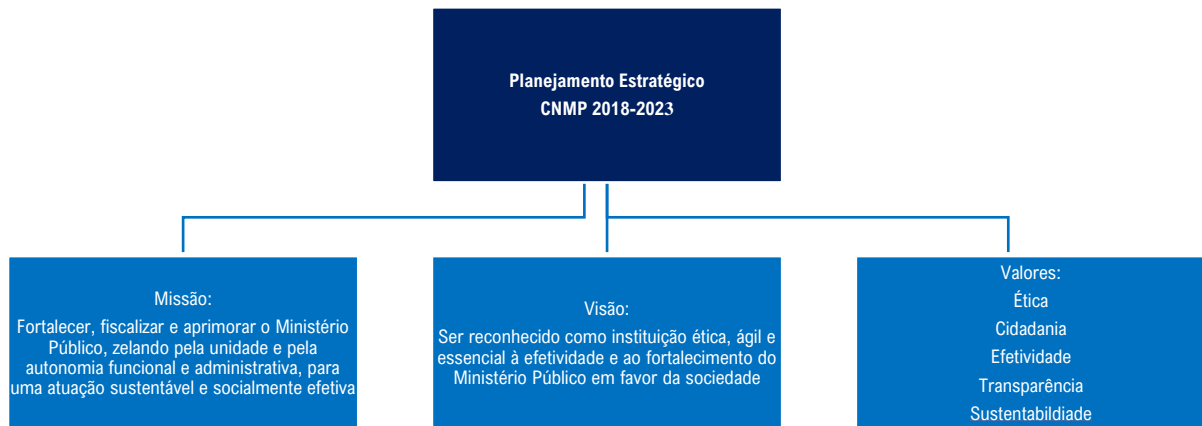 Planejamento Estratégico
CNMP 2018-2023
Missão:
Fortalecer, fiscalizar e aprimorar o Ministério
Público, zelando pela unidade e pela
autonomia funcional e administrativa, para
uma atuação sustentável e socialmente efetiva
Visão:
Ser reconhecido como instituição ética, ágil e
essencial à efetividade e ao fortalecimento do
Ministério Público em favor da sociedade
Valores:
Ética
Cidadania
Efetividade
Transparência
Sustentabildiade